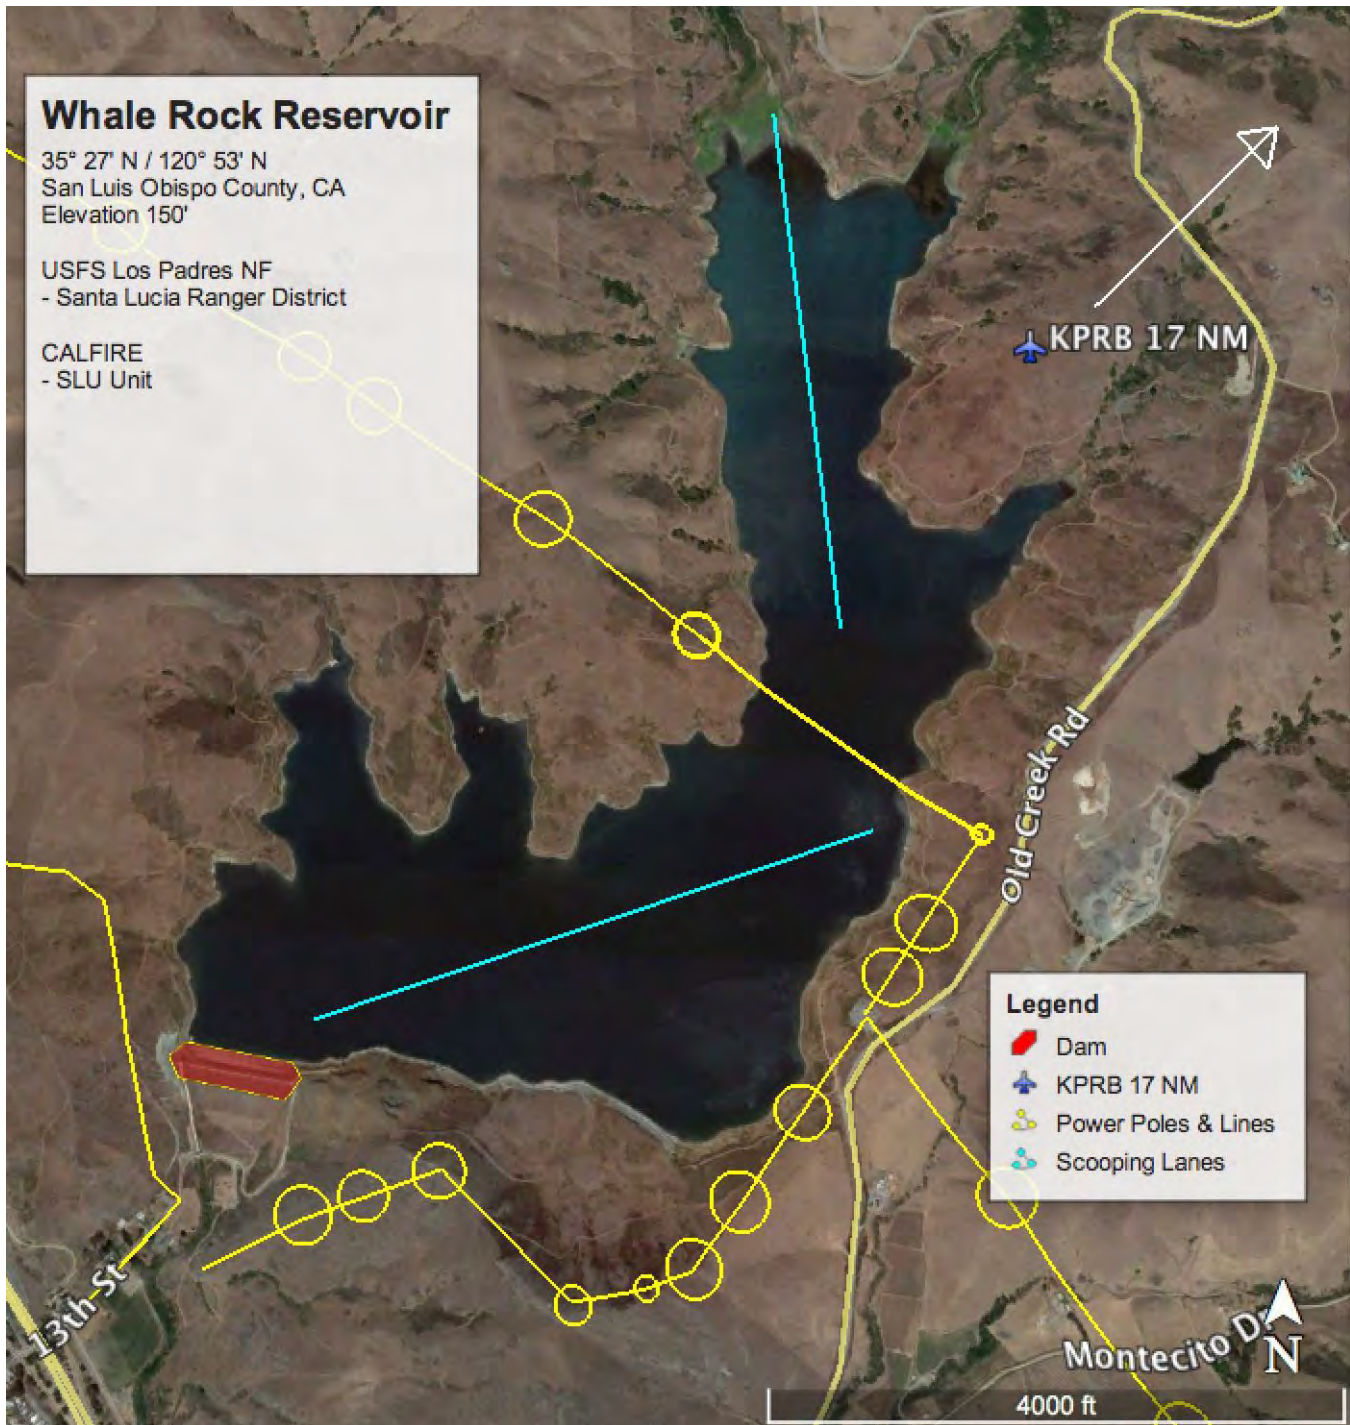 Whale Rock Reservoir
35° 27' N / 120° 53' N
San Luis Obispo County, CA
Elevation 150'
USFS Los Padres NF
- Santa Lucia Ranger District
CALFIRE
- SLU Unit
KPRB 17 NM
Old Creek Rd
Legend
Dam
KPRB 17 NM
Power Poles & Lines
Scooping Lanes
13th St
Montecito Dr
N
4000 ft